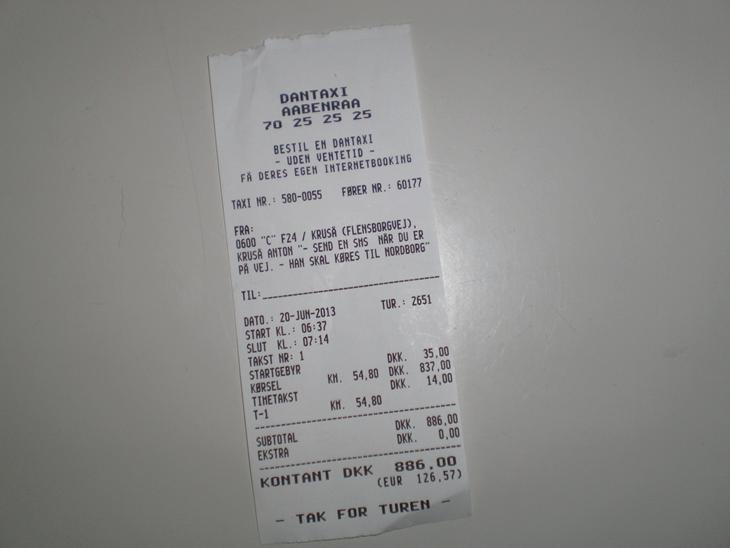 DANTAXI
AABENRAA
70 25 25 25
BESTIL EN DANTAXI
- UDEN VENTETID -
FÅ DERES EGEN INTERNETBOOKING
TAXI NR.: 580-0055 FØRER NR.: 60177
FRA:
0600 "C" F24 / KRUSÅ (FLENSBORGVEJ),
KRUSÅ ANTON "- SEND EN SMS NÅR DU ER
PÅ VEJ. - HAN SKAL KØRES TIL NORDBORG"
TIL:
DATO.: 20-JUN-2013 TUR.: 2651
START KL.: 06:37
SLUT KL.: 07:14
TAKST NR: 1
STARTGEBYR DKK. 35,00
KØRSEL KM. 54,80 DKK. 837,00
TIMETAKST DKK. 14,00
T-1 KM. 54,80
SUBTOTAL DKK. 886,00
EKSTRA DKK. 0,00
KONTANT DKK 886,00
(EUR 126,57)
- TAK FOR TUREN -